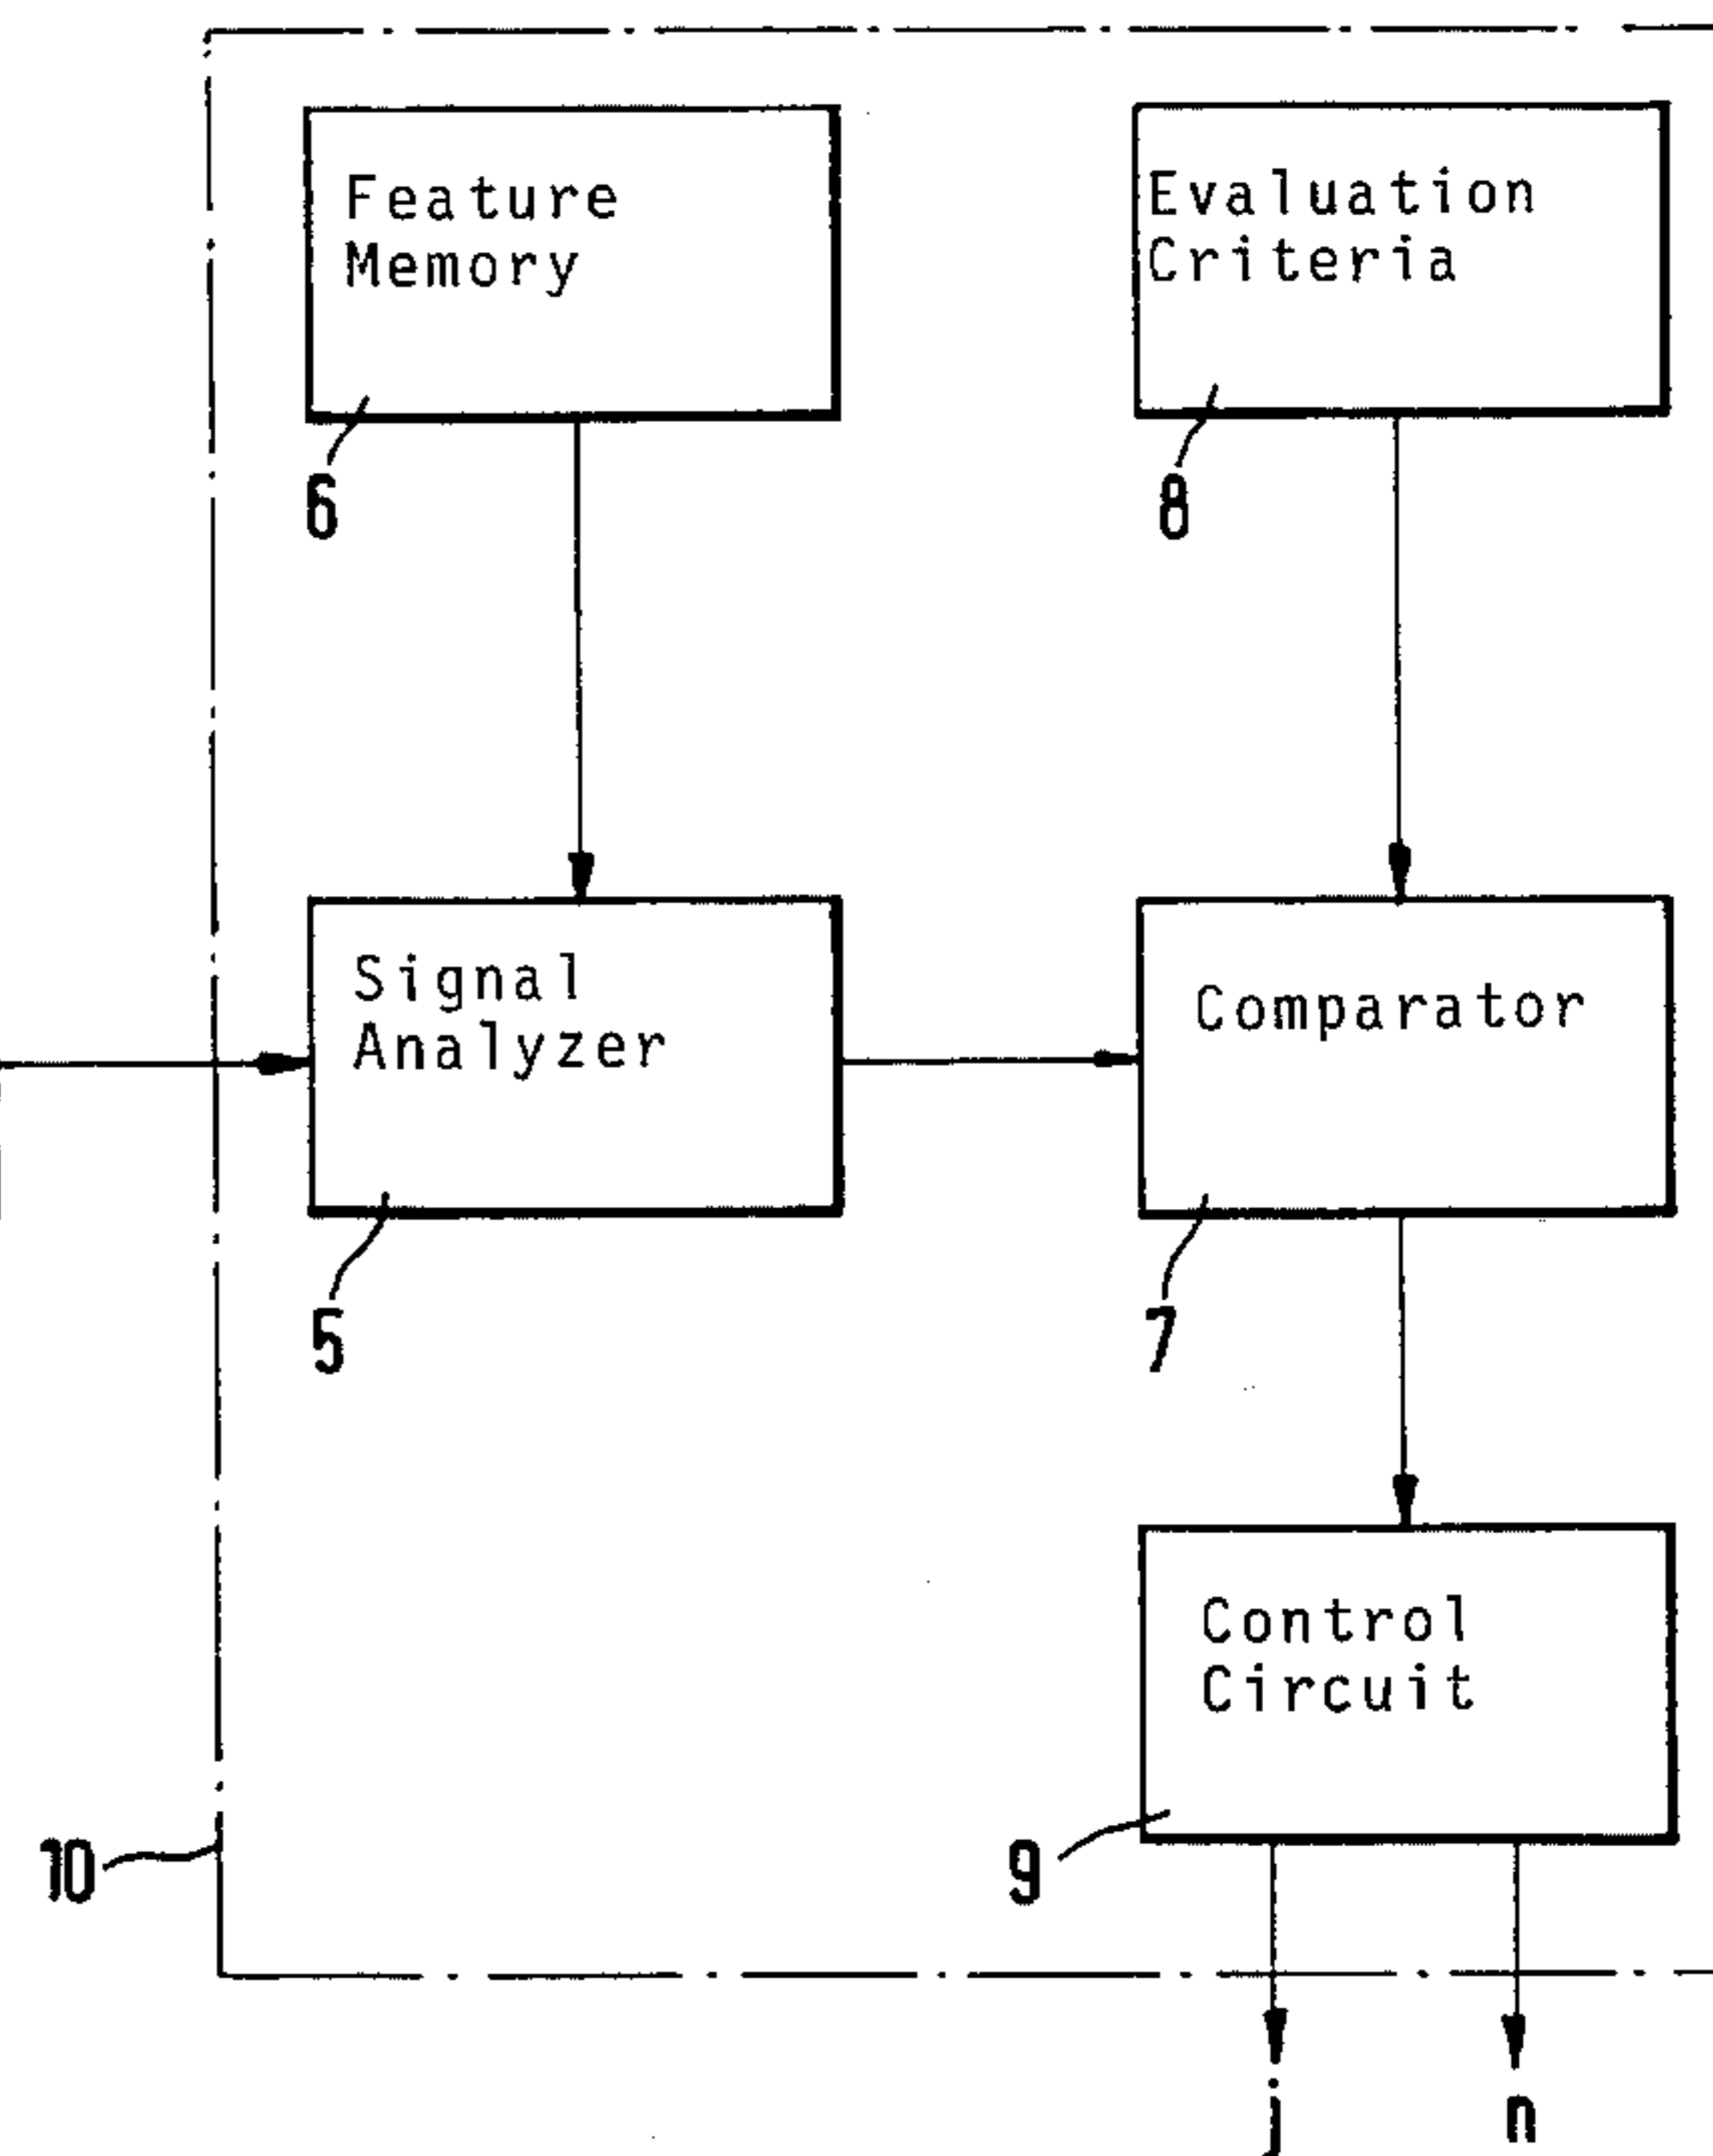 Feature
Memory
Evaluation
Criteria
6
8
Signal
Analyzer
Comparator
5
7
Control
Circuit
10
9
j
n